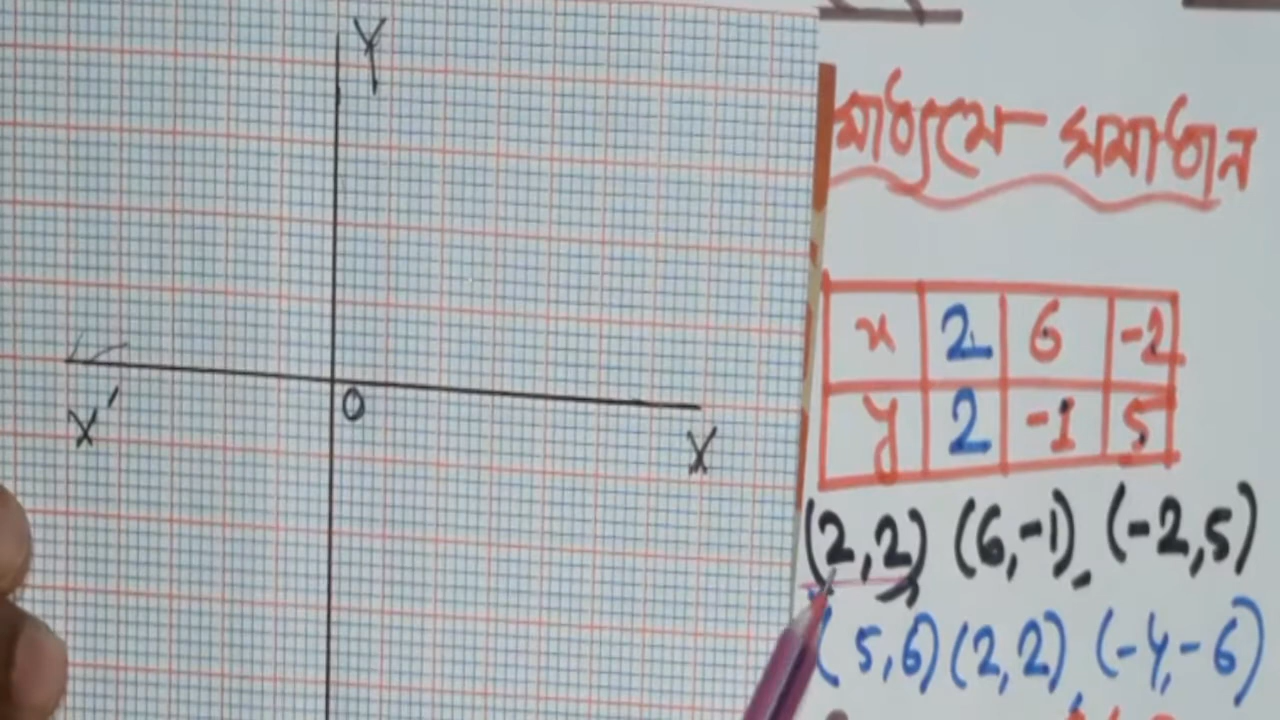 Y
X'
O
X
মাধ্যমে সমাধান
x 2 6 -2
y 2 -1 5
(2,2) (6,-1), (-2,5)
(5,6) (2,2), (-4,-6)